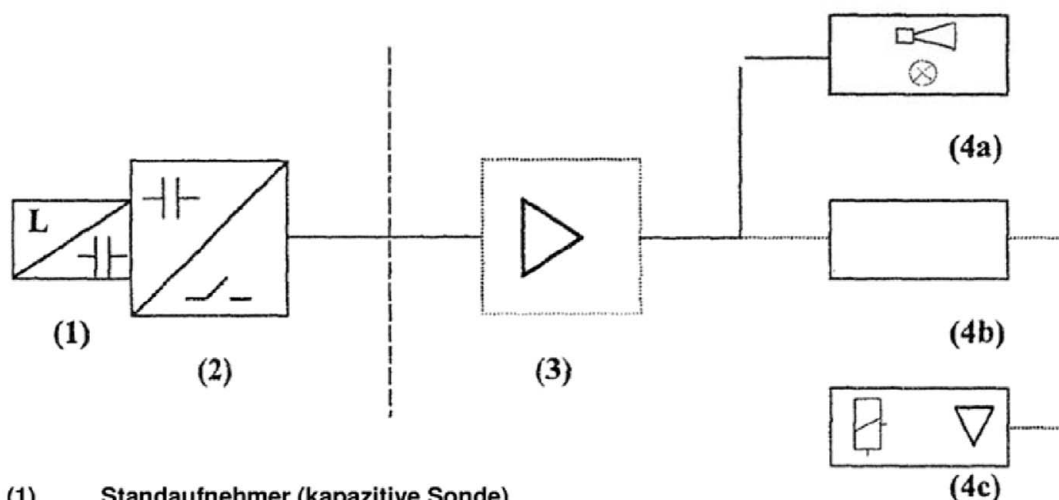 (4a)
L
(1)
(2)
(3)
(4b)
(4c)
(1) Standaufnehmer (kapazitive Sonde)